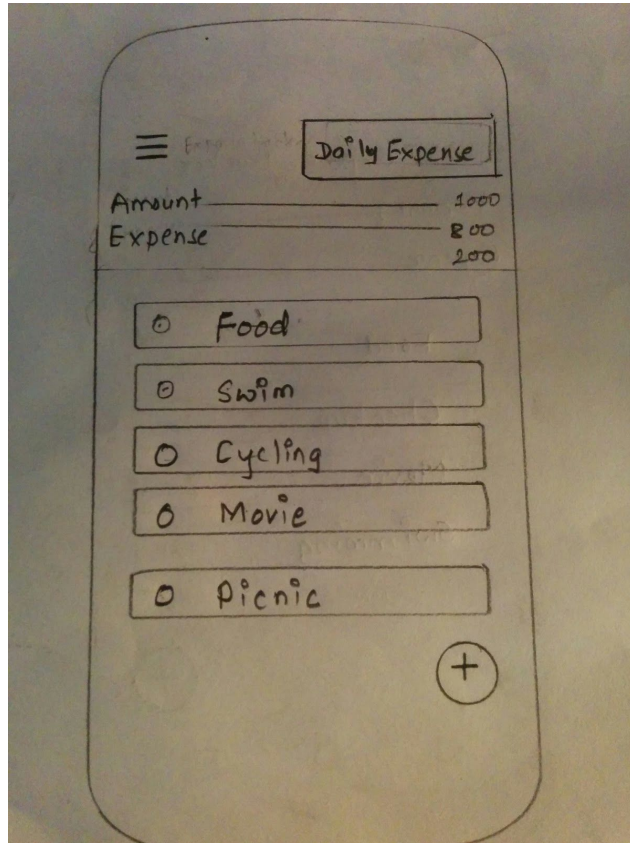 Daily Expense
Amount 1000
Expense 800
200
Food
Swim
Cycling
Movie
Picnic
+